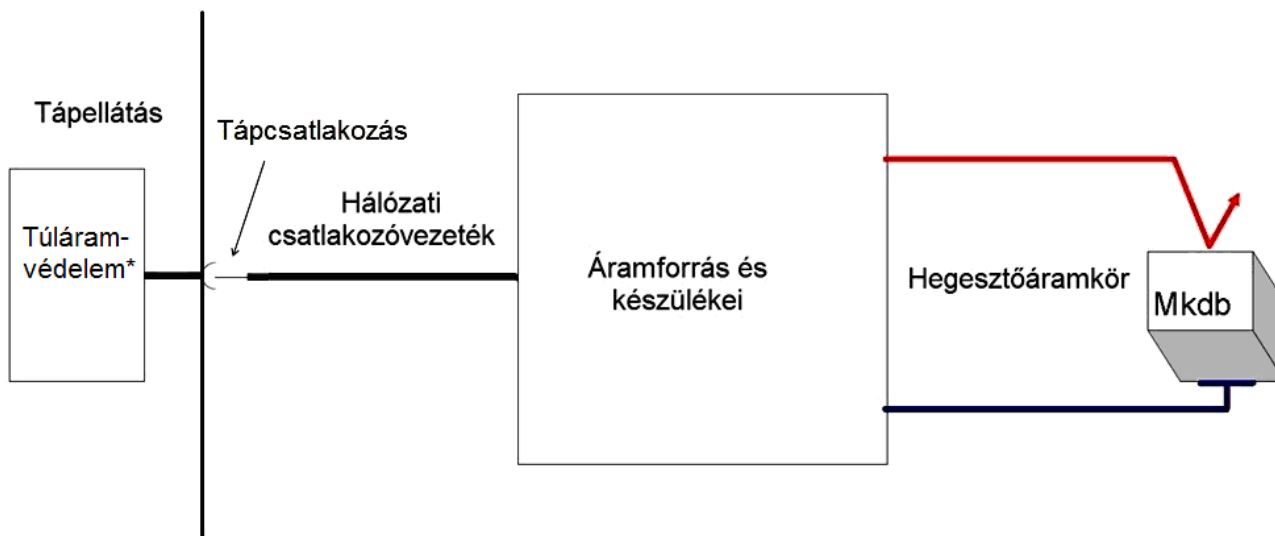 Tápellátás
Túláram-
védelem*
Tápcsatlakozás
Hálózati
csatlakozóvezeték
Áramforrás és
készülékei
Hegesztőáramkör
Mkdb